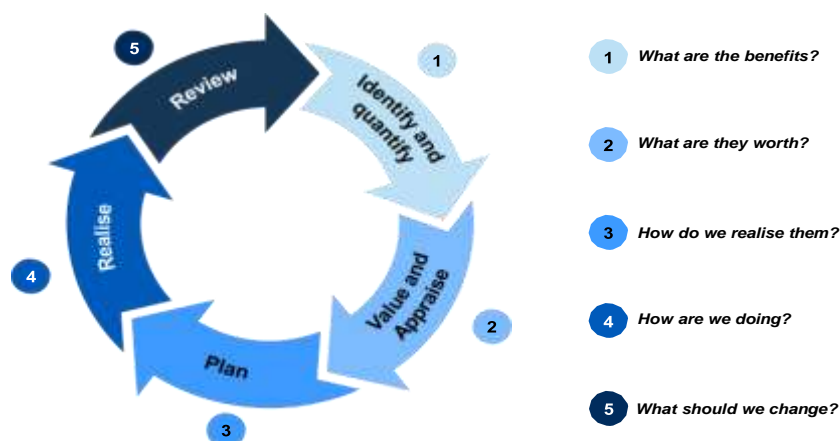 5
Review
1
Identify and
quantify
2
Value and
Appraise
3
Plan
4
Realise
1 What are the benefits?
2 What are they worth?
3 How do we realise them?
4 How are we doing?
5 What should we change?